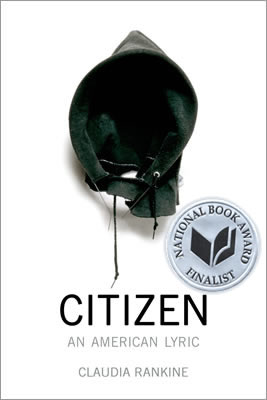 NATIONAL BOOK AWARD
FINALIST
CITIZEN
AN AMERICAN LYRIC
CLAUDIA RANKINE